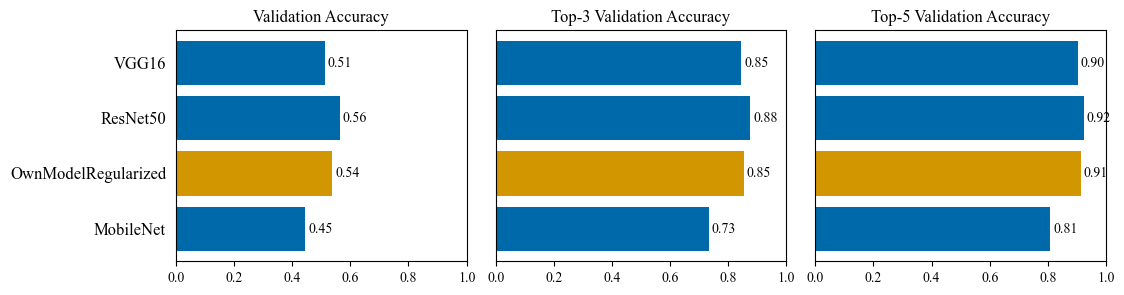 Validation Accuracy
Top-3 Validation Accuracy
Top-5 Validation Accuracy
VGG16
0.51
0.85
0.90
ResNet50
0.56
0.88
0.92
OwnModelRegularized
0.54
0.85
0.91
MobileNet
0.45
0.73
0.81
0.0 0.2 0.4 0.6 0.8 1.0
0.0 0.2 0.4 0.6 0.8 1.0
0.0 0.2 0.4 0.6 0.8 1.0